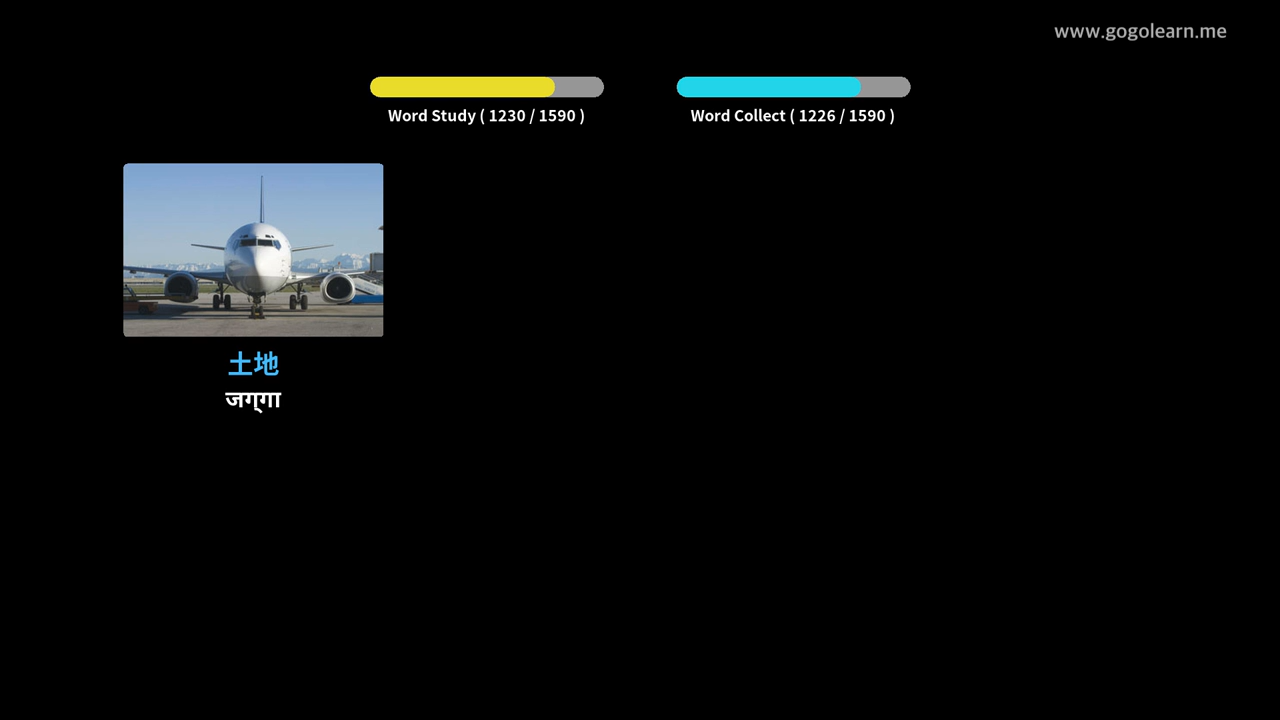 www.gogolearn.me
Word Study ( 1230 / 1590 )
Word Collect ( 1226 / 1590 )
土地
जग्गा